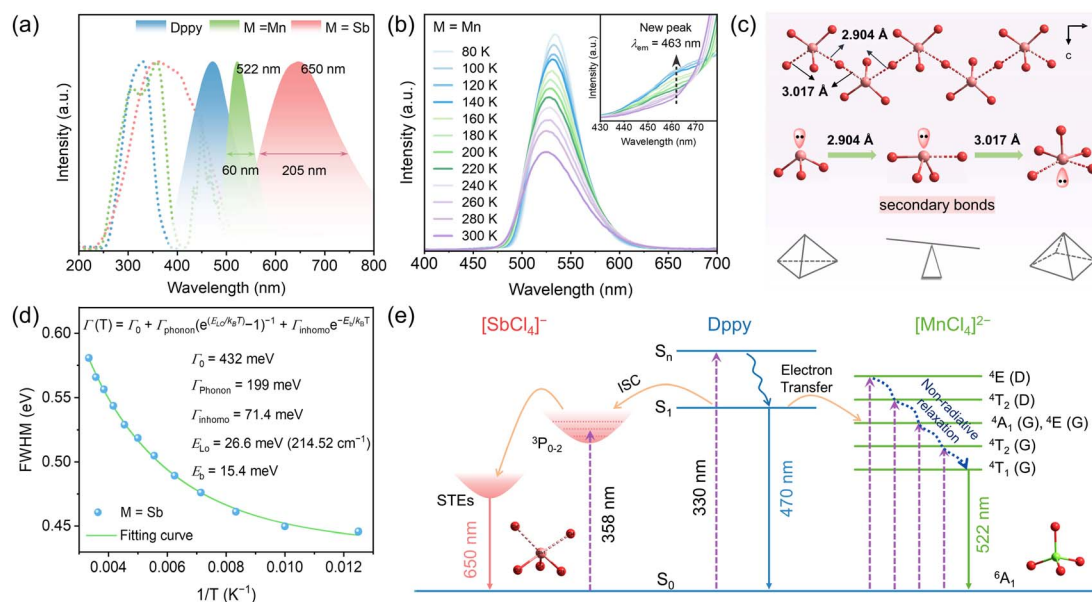 (a)
Dppy
M =Mn
M = Sb
522 nm
650 nm
60 nm
205 nm
Intensity (a.u.)
200
300
400
500
600
700
800
Wavelength (nm)
(b)
M = Mn
80 K
100 K
120 K
140 K
160 K
180 K
200 K
220 K
240 K
260 K
280 K
300 K
Intensity (a.u.)
400
450
500
550
600
650
700
Wavelength (nm)
New peak
λem = 463 nm
Intensity (a.u.)
430
440
450
460
470
Wavelength (nm)
(c)
2.904 Å
3.017 Å
c
2.904 Å
3.017 Å
secondary bonds
(d)
Γ(T) = Γ0 + Γphonon(e(ELO/kBT)−1)−1 + Γinhomoe−Eb/kBT
Γ0 = 432 meV
ΓPhonon = 199 meV
Γinhomo = 71.4 meV
ELo = 26.6 meV (214.52 cm−1)
Eb = 15.4 meV
M = Sb
Fitting curve
FWHM (eV)
0.60
0.55
0.50
0.45
0.004
0.006
0.008
0.010
0.012
1/T (K−1)
(e)
[SbCl4]−
Dppy
[MnCl4]2−
Sn
S1
S0
ISC
Electron
Transfer
3P0-2
STEs
650 nm
358 nm
330 nm
470 nm
522 nm
Non-radiative
relaxation
4E (D)
4T2 (D)
4A1 (G), 4E (G)
4T2 (G)
4T1 (G)
6A1